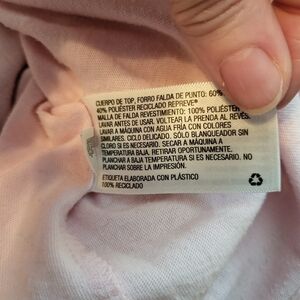 CUERPO DE TOP, FORRO FALDA DE PUNTO: 60%
40% POLIÉSTER RECICLADO REPREVE®
MALLA DE FALDA REVESTIMIENTO: 100% POLIÉSTER
LAVAR ANTES DE USAR. VOLTEAR LA PRENDA AL REVÉS.
LAVAR A MÁQUINA CON AGUA FRÍA CON COLORES
SIMILARES. CICLO DELICADO. SÓLO BLANQUEADOR SIN
CLORO SI ES NECESARIO. SECAR A MÁQUINA A
TEMPERATURA BAJA. RETIRAR OPORTUNAMENTE.
PLANCHAR A BAJA TEMPERATURA SI ES NECESARIO. NO
PLANCHAR SOBRE LA IMPRESIÓN.
ETIQUETA ELABORADA CON PLÁSTICO
100% RECICLADO